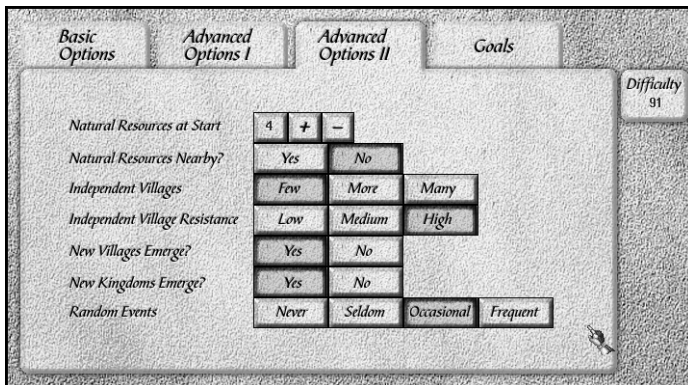 Basic Options
Advanced Options I
Advanced Options II
Goals
Difficulty
91
Natural Resources at Start 4 + -
Natural Resources Nearby? Yes No
Independent Villages Few More Many
Independent Village Resistance Low Medium High
New Villages Emerge? Yes No
New Kingdoms Emerge? Yes No
Random Events Never Seldom Occasional Frequent